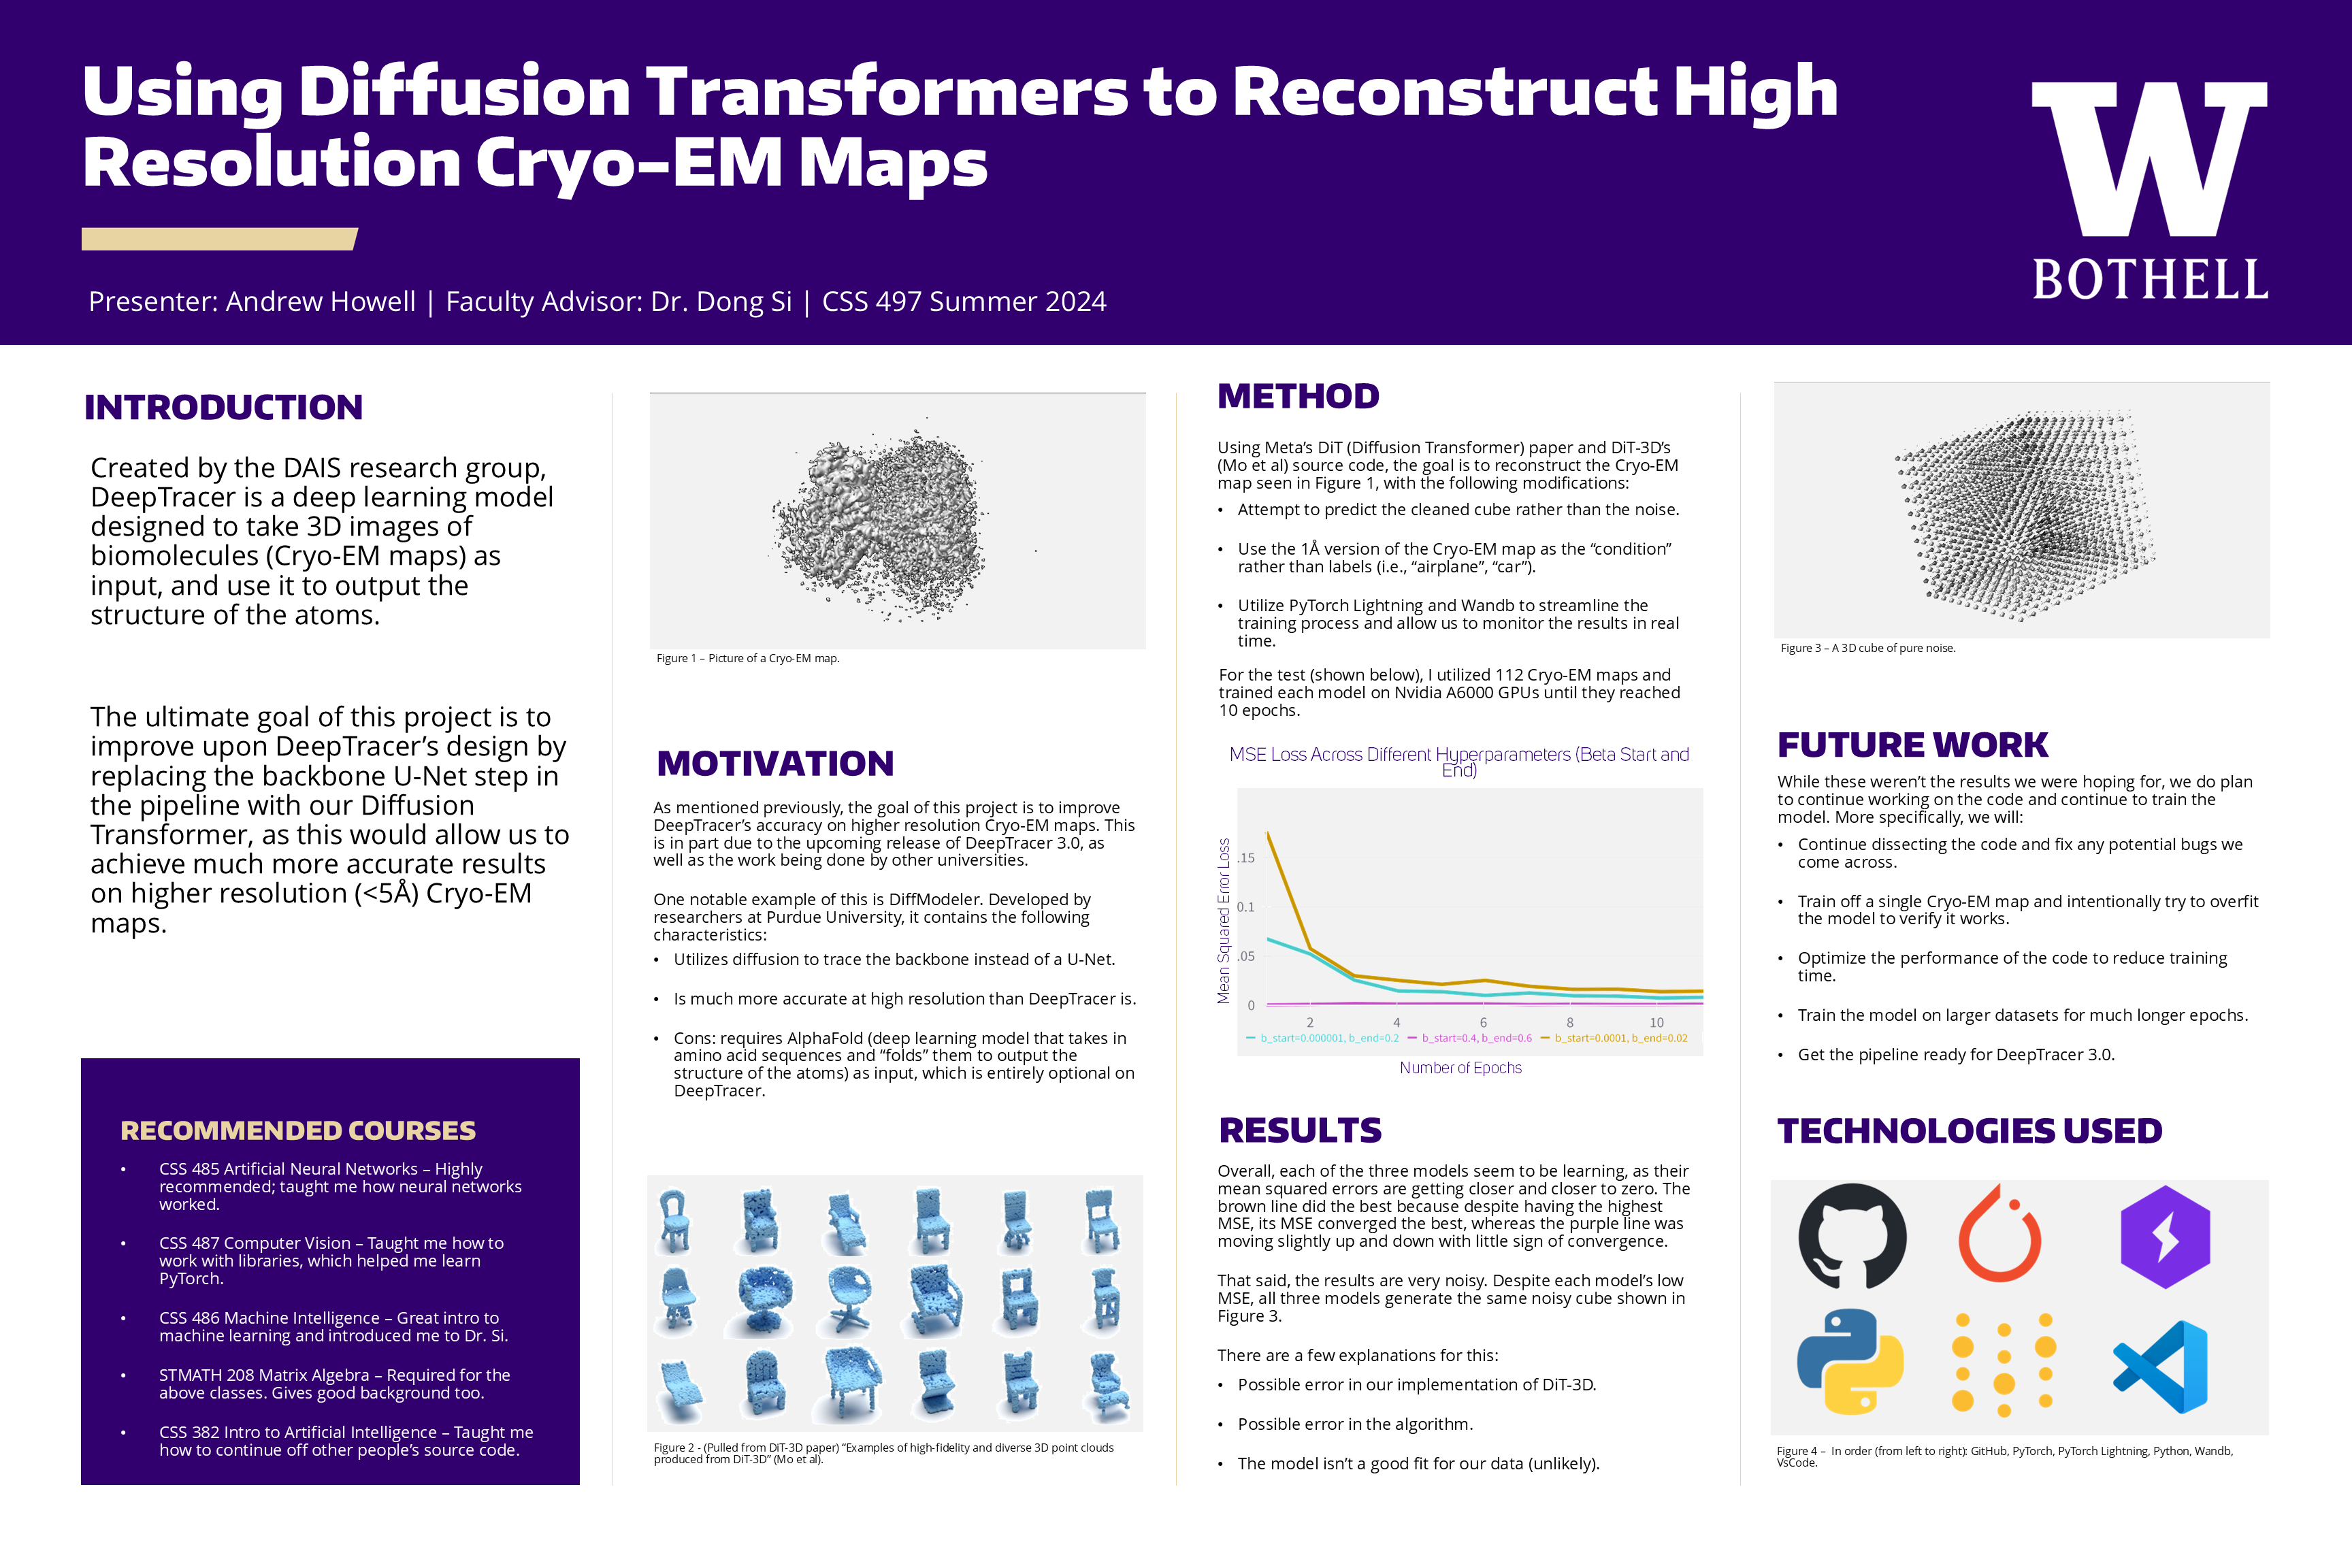 Using Diffusion Transformers to Reconstruct High
Resolution Cryo-EM Maps
Presenter: Andrew Howell | Faculty Advisor: Dr. Dong Si | CSS 497 Summer 2024
W
BOTHELL
INTRODUCTION
Created by the DAIS research group,
DeepTracer is a deep learning model
designed to take 3D images of
biomolecules (Cryo-EM maps) as
input, and use it to output the
structure of the atoms.
The ultimate goal of this project is to
improve upon DeepTracer's design by
replacing the backbone U-Net step in
the pipeline with our Diffusion
Transformer, as this would allow us to
achieve much more accurate results
on higher resolution (<5Å) Cryo-EM
maps.
RECOMMENDED COURSES
• CSS 485 Artificial Neural Networks – Highly
recommended; taught me how neural networks
worked.
• CSS 487 Computer Vision – Taught me how to
work with libraries, which helped me learn
PyTorch.
• CSS 486 Machine Intelligence – Great intro to
machine learning and introduced me to Dr. Si.
• STMATH 208 Matrix Algebra – Required for the
above classes. Gives good background too.
• CSS 382 Intro to Artificial Intelligence – Taught me
how to continue off other people's source code.
Figure 1 – Picture of a Cryo-EM map.
MOTIVATION
As mentioned previously, the goal of this project is to improve
DeepTracer's accuracy on higher resolution Cryo-EM maps. This
is in part due to the upcoming release of DeepTracer 3.0, as
well as the work being done by other universities.
One notable example of this is DiffModeler. Developed by
researchers at Purdue University, it contains the following
characteristics:
• Utilizes diffusion to trace the backbone instead of a U-Net.
• Is much more accurate at high resolution than DeepTracer is.
• Cons: requires AlphaFold (deep learning model that takes in
amino acid sequences and "folds" them to output the
structure of the atoms) as input, which is entirely optional on
DeepTracer.
Figure 2 - (Pulled from DiT-3D paper) "Examples of high-fidelity and diverse 3D point clouds
produced from DiT-3D" (Mo et al).
METHOD
Using Meta's DiT (Diffusion Transformer) paper and DiT-3D's
(Mo et al) source code, the goal is to reconstruct the Cryo-EM
map seen in Figure 1, with the following modifications:
• Attempt to predict the cleaned cube rather than the noise.
• Use the 1Å version of the Cryo-EM map as the "condition"
rather than labels (i.e., "airplane", "car").
• Utilize PyTorch Lightning and Wandb to streamline the
training process and allow us to monitor the results in real
time.
For the test (shown below), I utilized 112 Cryo-EM maps and
trained each model on Nvidia A6000 GPUs until they reached
10 epochs.
MSE Loss Across Different Hyperparameters (Beta Start and
End)
Mean Squared Error Loss
.15
0.1
.05
0
2 4 6 8 10
b_start=0.000001, b_end=0.2 b_start=0.4, b_end=0.6 b_start=0.0001, b_end=0.02
Number of Epochs
RESULTS
Overall, each of the three models seem to be learning, as their
mean squared errors are getting closer and closer to zero. The
brown line did the best because despite having the highest
MSE, its MSE converged the best, whereas the purple line was
moving slightly up and down with little sign of convergence.
That said, the results are very noisy. Despite each model's low
MSE, all three models generate the same noisy cube shown in
Figure 3.
There are a few explanations for this:
• Possible error in our implementation of DiT-3D.
• Possible error in the algorithm.
• The model isn't a good fit for our data (unlikely).
Figure 3 – A 3D cube of pure noise.
FUTURE WORK
While these weren't the results we were hoping for, we do plan
to continue working on the code and continue to train the
model. More specifically, we will:
• Continue dissecting the code and fix any potential bugs we
come across.
• Train off a single Cryo-EM map and intentionally try to overfit
the model to verify it works.
• Optimize the performance of the code to reduce training
time.
• Train the model on larger datasets for much longer epochs.
• Get the pipeline ready for DeepTracer 3.0.
TECHNOLOGIES USED
Figure 4 – In order (from left to right): GitHub, PyTorch, PyTorch Lightning, Python, Wandb,
VsCode.